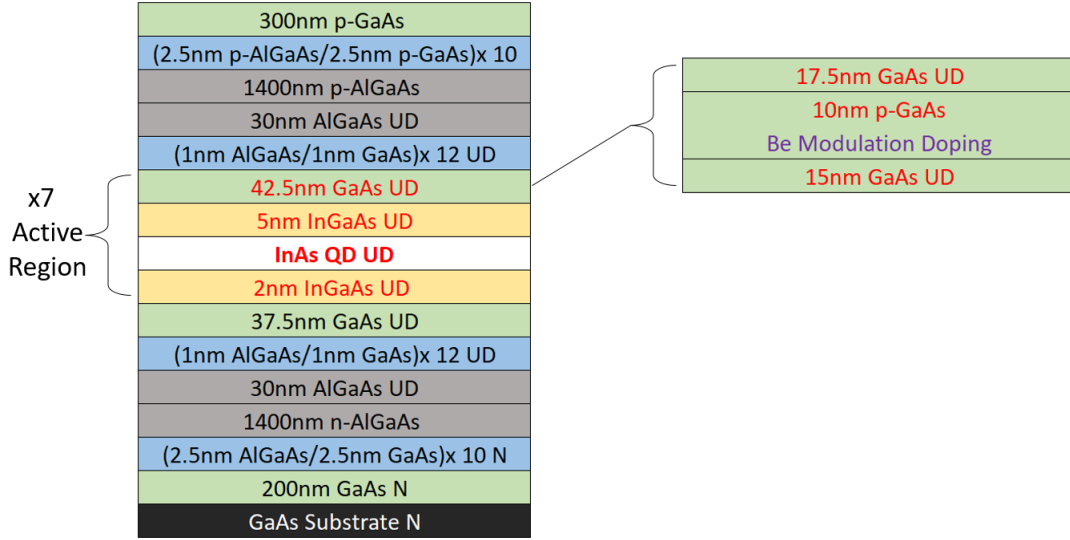 300nm p-GaAs
(2.5nm p-AlGaAs/2.5nm p-GaAs)x 10
1400nm p-AlGaAs
30nm AlGaAs UD
(1nm AlGaAs/1nm GaAs)x 12 UD
42.5nm GaAs UD
5nm InGaAs UD
InAs QD UD
2nm InGaAs UD
37.5nm GaAs UD
(1nm AlGaAs/1nm GaAs)x 12 UD
30nm AlGaAs UD
1400nm n-AlGaAs
(2.5nm AlGaAs/2.5nm GaAs)x 10 N
200nm GaAs N
GaAs Substrate N
x7
Active
Region
17.5nm GaAs UD
10nm p-GaAs
Be Modulation Doping
15nm GaAs UD